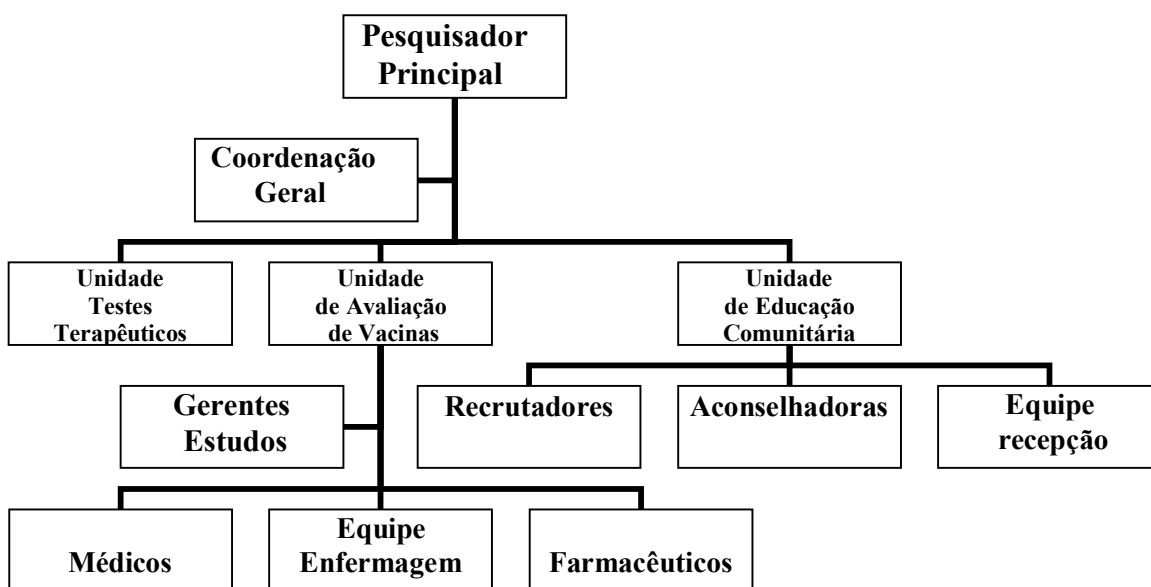 Pesquisador
Principal
Coordenação
Geral
Unidade
Testes
Terapêuticos
Unidade
de Avaliação
de Vacinas
Unidade
de Educação
Comunitária
Gerentes
Estudos
Recrutadores
Aconselhadoras
Equipe
recepção
Médicos
Equipe
Enfermagem
Farmacêuticos